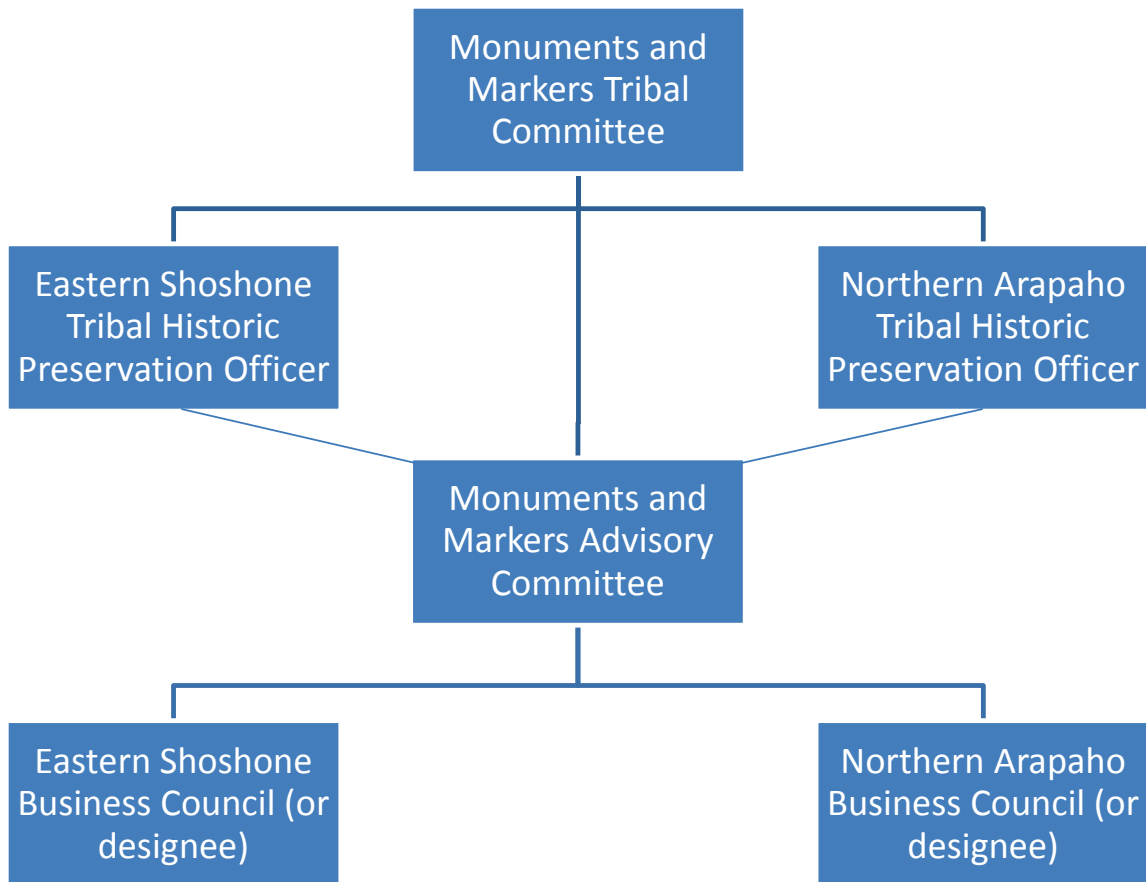 Monuments and
Markers Tribal
Committee
Eastern Shoshone
Tribal Historic
Preservation Officer
Northern Arapaho
Tribal Historic
Preservation Officer
Monuments and
Markers Advisory
Committee
Eastern Shoshone
Business Council (or
designee)
Northern Arapaho
Business Council (or
designee)